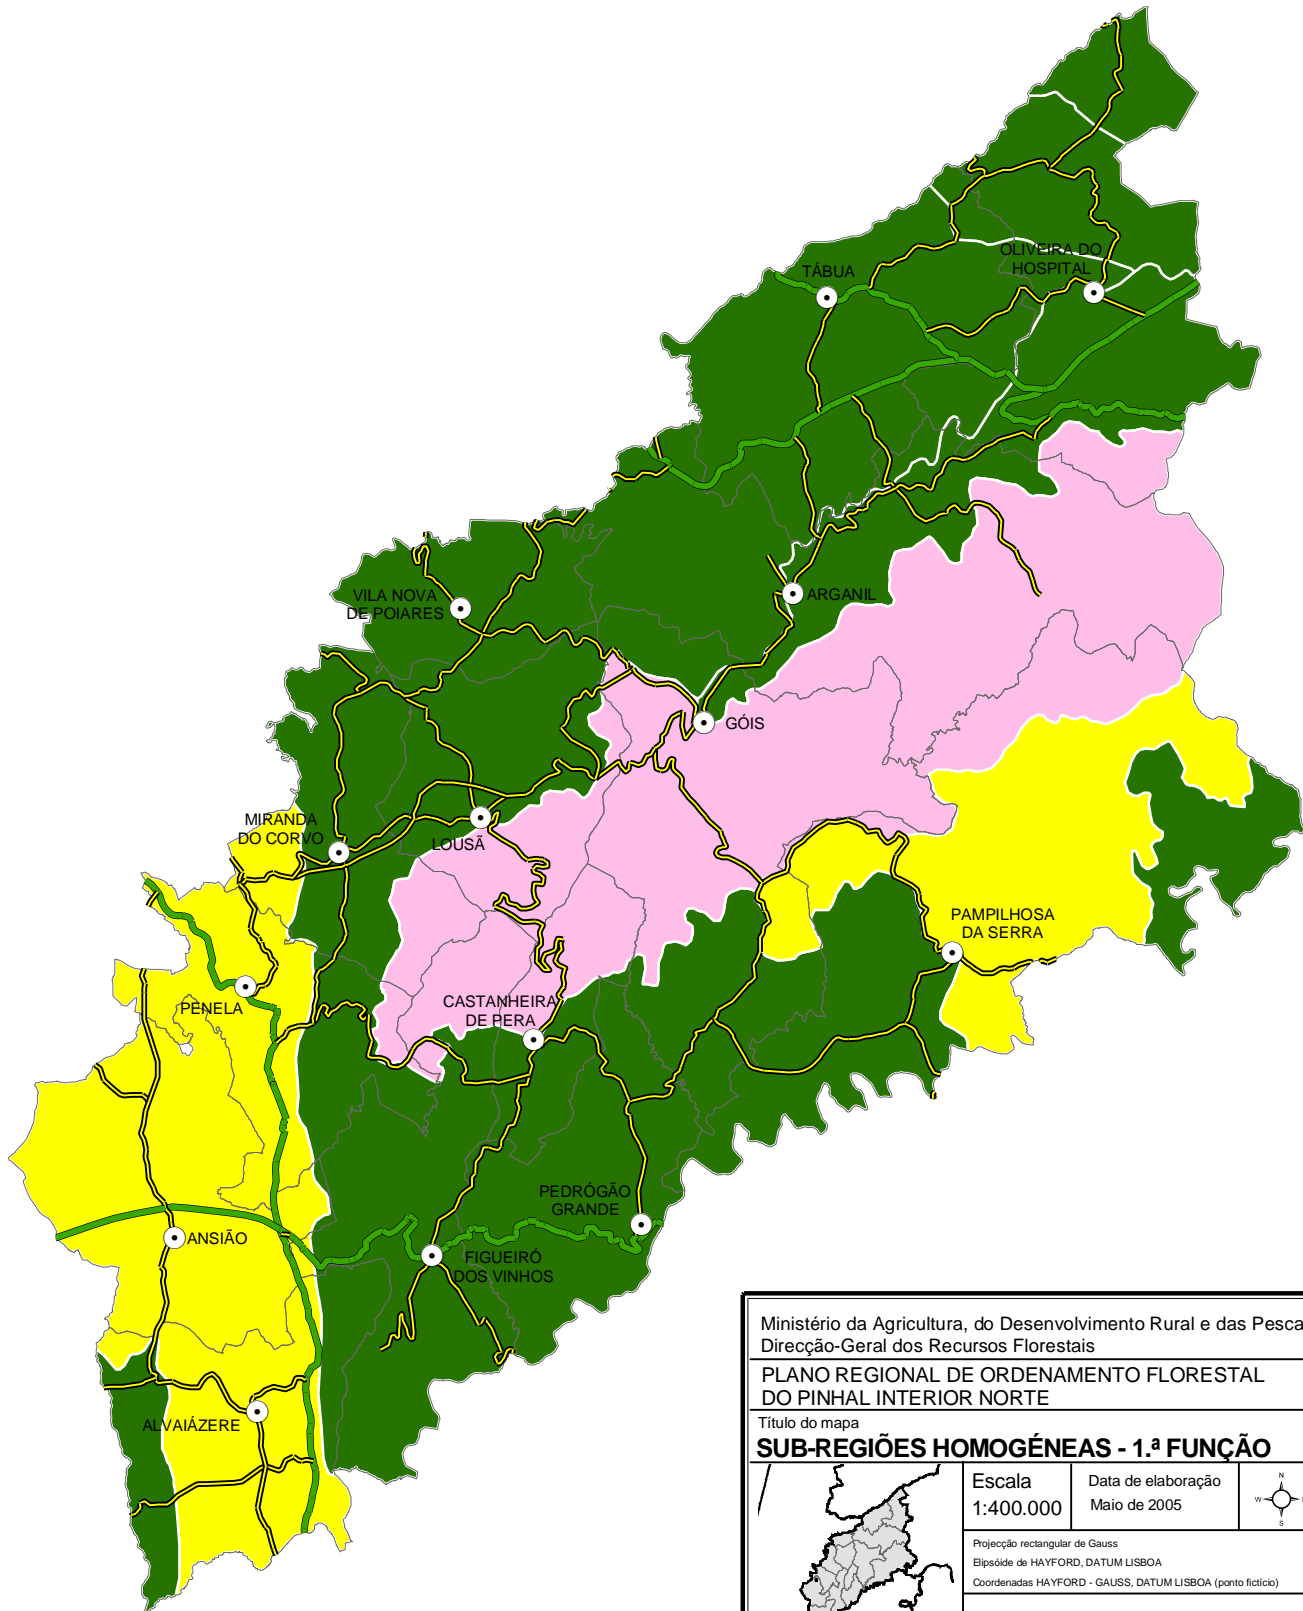 OLIVEIRA DO
HOSPITAL
TÁBUA
VILA NOVA
DE POIARES
ARGANIL
GÓIS
MIRANDA
DO CORVO
LOUSÃ
PAMPILHOSA
DA SERRA
PENELA
CASTANHEIRA
DE PERA
PEDRÓGÃO
GRANDE
ANSIÃO
FIGUEIRÓ
DOS VINHOS
ALVAIÁZERE
Ministério da Agricultura, do Desenvolvimento Rural e das Pesca
Direcção-Geral dos Recursos Florestais
PLANO REGIONAL DE ORDENAMENTO FLORESTAL
DO PINHAL INTERIOR NORTE
Título do mapa
SUB-REGIÕES HOMOGÉNEAS - 1.ª FUNÇÃO
Escala
1:400.000
Data de elaboração
Maio de 2005
N
W
S
Projecção rectangular de Gauss
Elipsóide de HAYFORD, DATUM LISBOA
Coordenadas HAYFORD - GAUSS, DATUM LISBOA (ponto fictício)